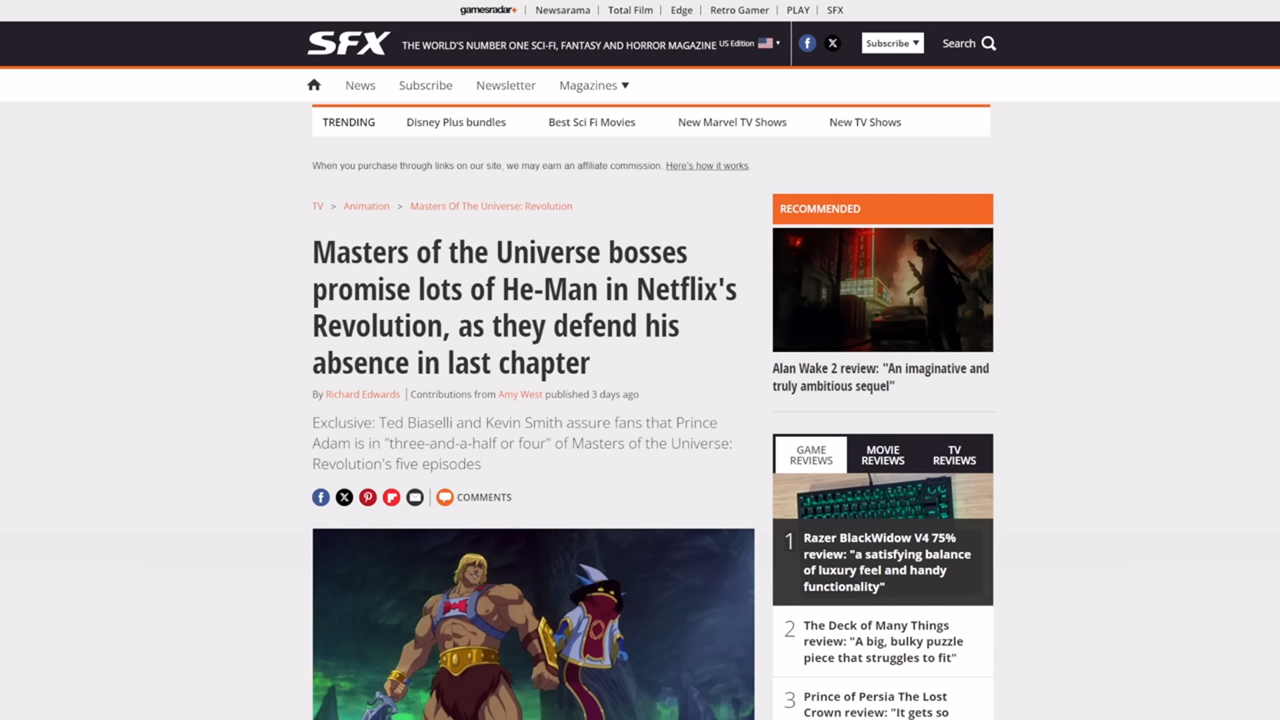 gamesradar+ | Newsarama | Total Film | Edge | Retro Gamer | PLAY | SFX
SFX THE WORLD'S NUMBER ONE SCI-FI, FANTASY AND HORROR MAGAZINE US Edition Subscribe ▼ Search
News Subscribe Newsletter Magazines ▼
TRENDING Disney Plus bundles Best Sci Fi Movies New Marvel TV Shows New TV Shows
When you purchase through links on our site, we may earn an affiliate commission. Here's how it works.
TV > Animation > Masters Of The Universe: Revolution
Masters of the Universe bosses
promise lots of He-Man in Netflix's
Revolution, as they defend his
absence in last chapter
By Richard Edwards | Contributions from Amy West published 3 days ago
Exclusive: Ted Biaselli and Kevin Smith assure fans that Prince
Adam is in "three-and-a-half or four" of Masters of the Universe:
Revolution's five episodes
COMMENTS
RECOMMENDED
Alan Wake 2 review: "An imaginative and
truly ambitious sequel"
GAME REVIEWS MOVIE REVIEWS TV REVIEWS
1 Razer BlackWidow V4 75%
review: "a satisfying balance
of luxury feel and handy
functionality"
2 The Deck of Many Things
review: "A big, bulky puzzle
piece that struggles to fit"
3 Prince of Persia The Lost
Crown review: "It gets so